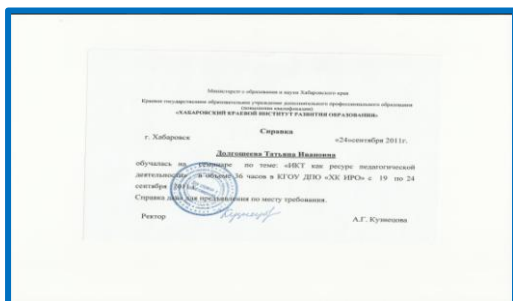 Министерство образования и науки Хабаровского края
Краевое государственное образовательное учреждение дополнительного профессионального образования
(повышения квалификации)
«ХАБАРОВСКИЙ КРАЕВОЙ ИНСТИТУТ РАЗВИТИЯ ОБРАЗОВАНИЯ»
Справка
г. Хабаровск «24»сентября 2011г.
Долгошеева Татьяна Ивановна
обучалась на семинаре по теме: «ИКТ как ресурс педагогической
деятельности» в объеме 36 часов в КГОУ ДПО «ХК ИРО» с 19 по 24
сентября 2011 г.
Справка дана для предъявления по месту требования.
Ректор А.Г. Кузнецова